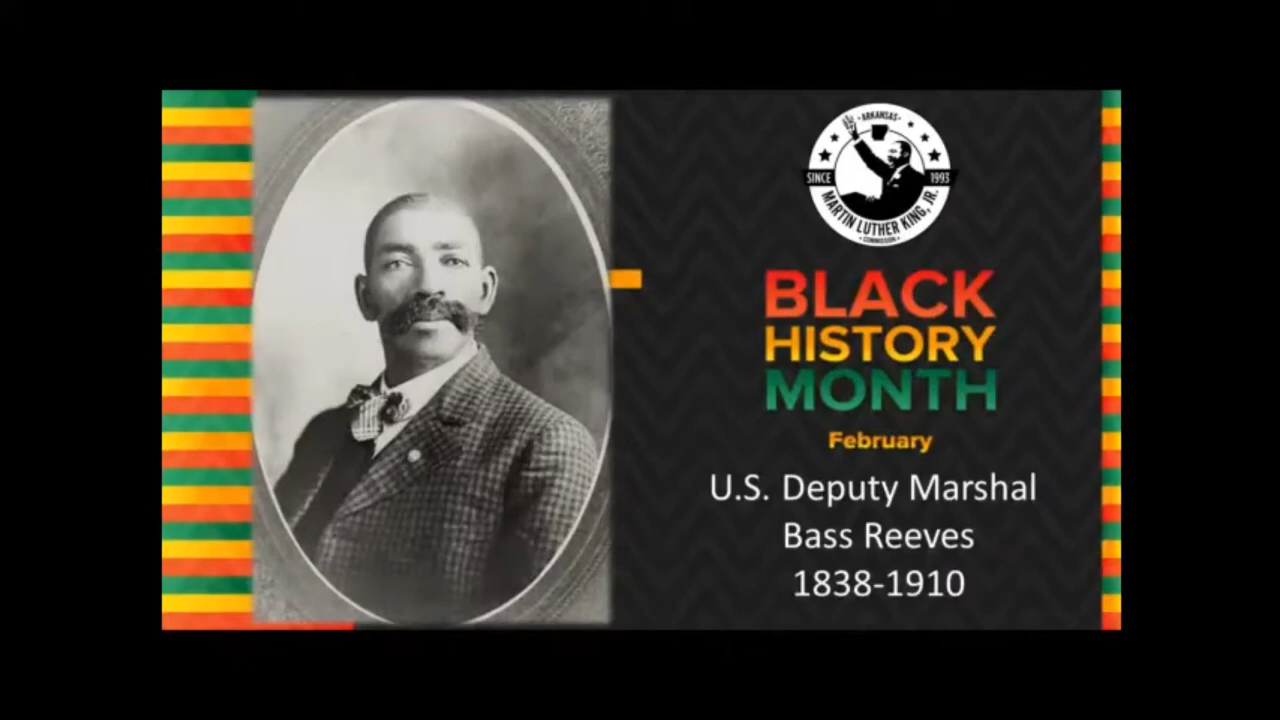 ARKANSAS
SINCE 1993
MARTIN LUTHER KING, JR.
COMMISSION
BLACK
HISTORY
MONTH
February
U.S. Deputy Marshal
Bass Reeves
1838-1910